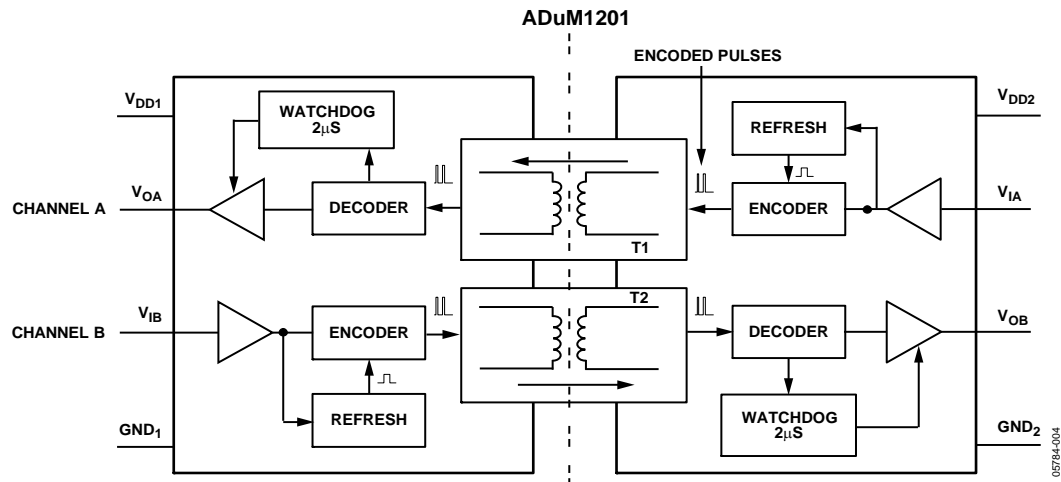 ADuM1201
ENCODED PULSES
VDD1
WATCHDOG
2μS
REFRESH
VDD2
CHANNEL A
VOA
DECODER
ENCODER
VIA
T1
T2
CHANNEL B
VIB
ENCODER
DECODER
VOB
REFRESH
WATCHDOG
2μS
GND1
GND2
05784-004